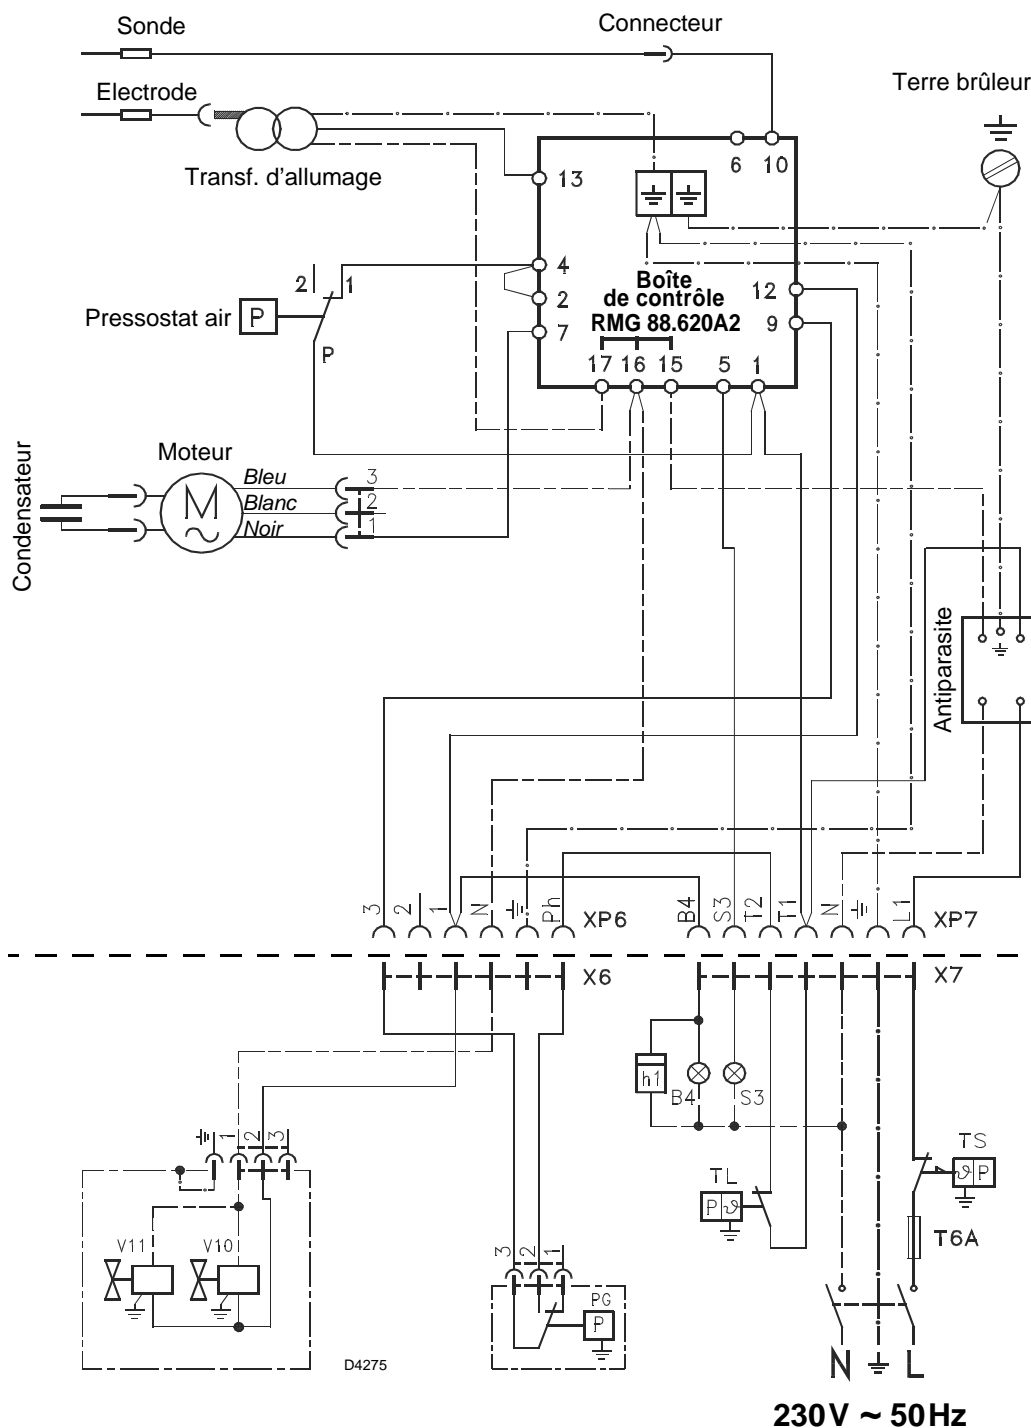 Sonde
Connecteur
Electrode
Terre brûleur
Transf. d'allumage
6 10
13
4
2
7
12
9
Boîte
de contrôle
RMG 88.620A2
17 16 15 5 1
2 1
Pressostat air P
P
Condensateur
Moteur
M
Bleu 3
Blanc 2
Noir 1
Antiparasite
3 2 1 N Ph XP6
B4 S3 T2 T1 N L1 XP7
X6
X7
h1
B4 S3
TS
ϑ P
TL
P ϑ
T6A
1 2 3
V11 V10
3 2 1
PG
P
D4275
N L
230V ~ 50Hz